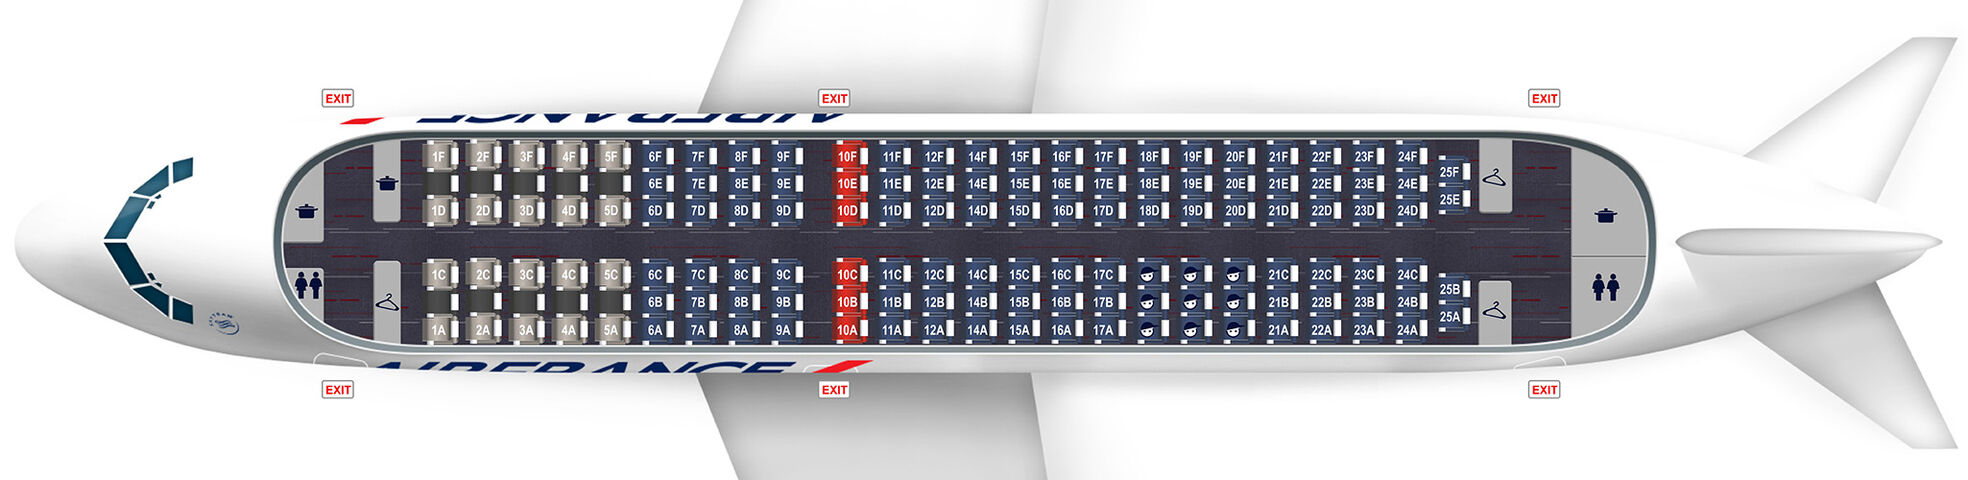 EXIT EXIT EXIT
AIRFRANCE
1F 2F 3F 4F 5F 6F 7F 8F 9F 10F 11F 12F 14F 15F 16F 17F 18F 19F 20F 21F 22F 23F 24F
25F
6E 7E 8E 9E 10E 11E 12E 14E 15E 16E 17E 18E 19E 20E 21E 22E 23E 24E
25E
1D 2D 3D 4D 5D 6D 7D 8D 9D 10D 11D 12D 14D 15D 16D 17D 18D 19D 20D 21D 22D 23D 24D
1C 2C 3C 4C 5C 6C 7C 8C 9C 10C 11C 12C 14C 15C 16C 17C 21C 22C 23C 24C
25B
6B 7B 8B 9B 10B 11B 12B 14B 15B 16B 17B 21B 22B 23B 24B
25A
1A 2A 3A 4A 5A 6A 7A 8A 9A 10A 11A 12A 14A 15A 16A 17A 21A 22A 23A 24A
SKYTEAM
AIRFRANCE
EXIT EXIT EXIT